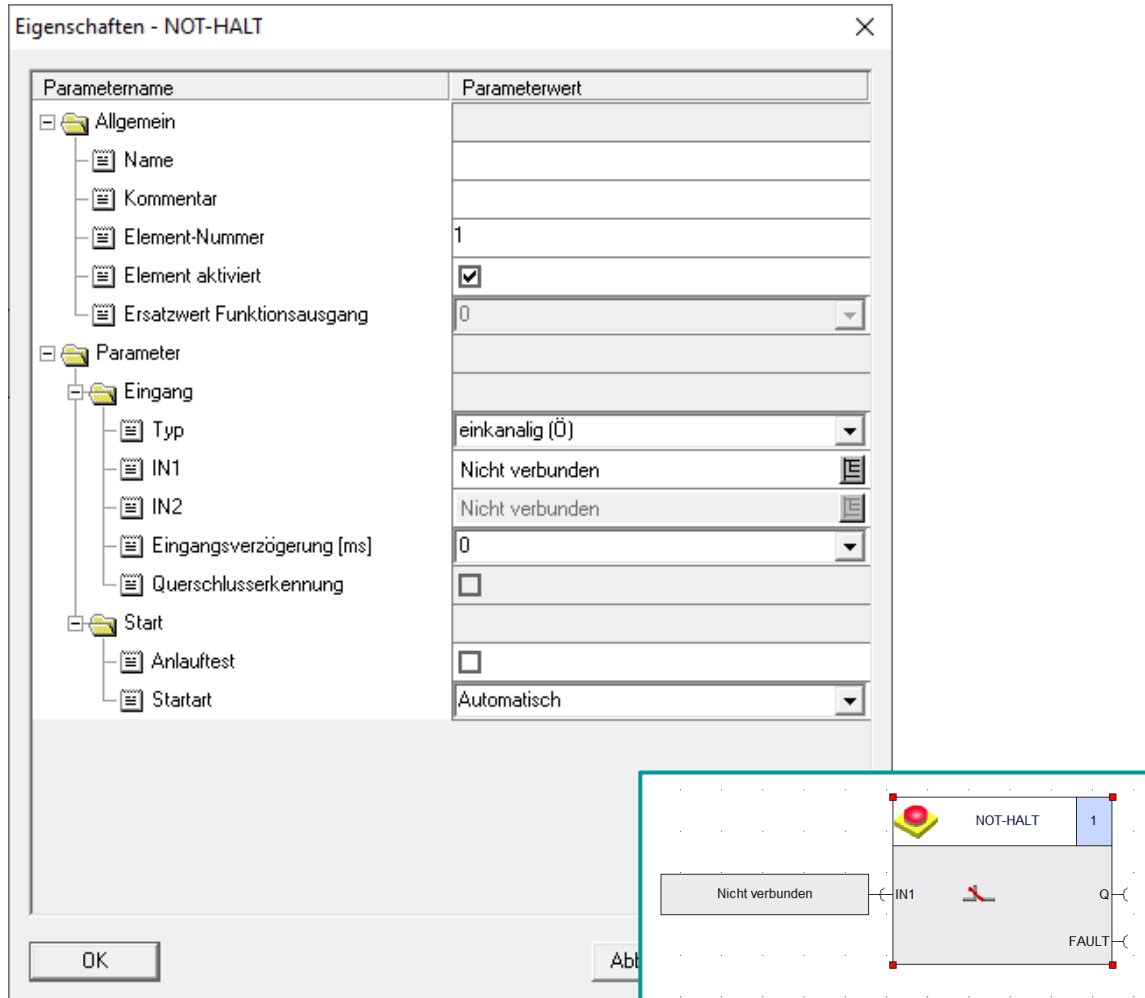 Eigenschaften - NOT-HALT
Parametername Parameterwert
Allgemein
Name
Kommentar
Element-Nummer 1
Element aktiviert
Ersatzwert Funktionsausgang 0
Parameter
Eingang
Typ einkanalig (Ö)
IN1 Nicht verbunden
IN2 Nicht verbunden
Eingangsverzögerung [ms] 0
Querschlusserkennung
Start
Anlauftest
Startart Automatisch
NOT-HALT 1
Nicht verbunden IN1 Q
FAULT
OK